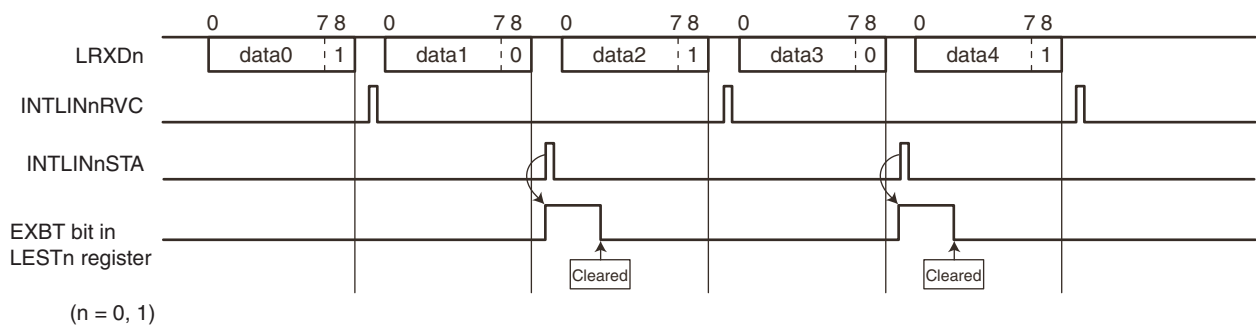 0 7 8 0 7 8 0 7 8 0 7 8 0 7 8
LRXDn data0 1 data1 0 data2 1 data3 0 data4 1
INTLINnRVC
INTLINnSTA
EXBT bit in
LESTn register
Cleared Cleared
(n = 0, 1)